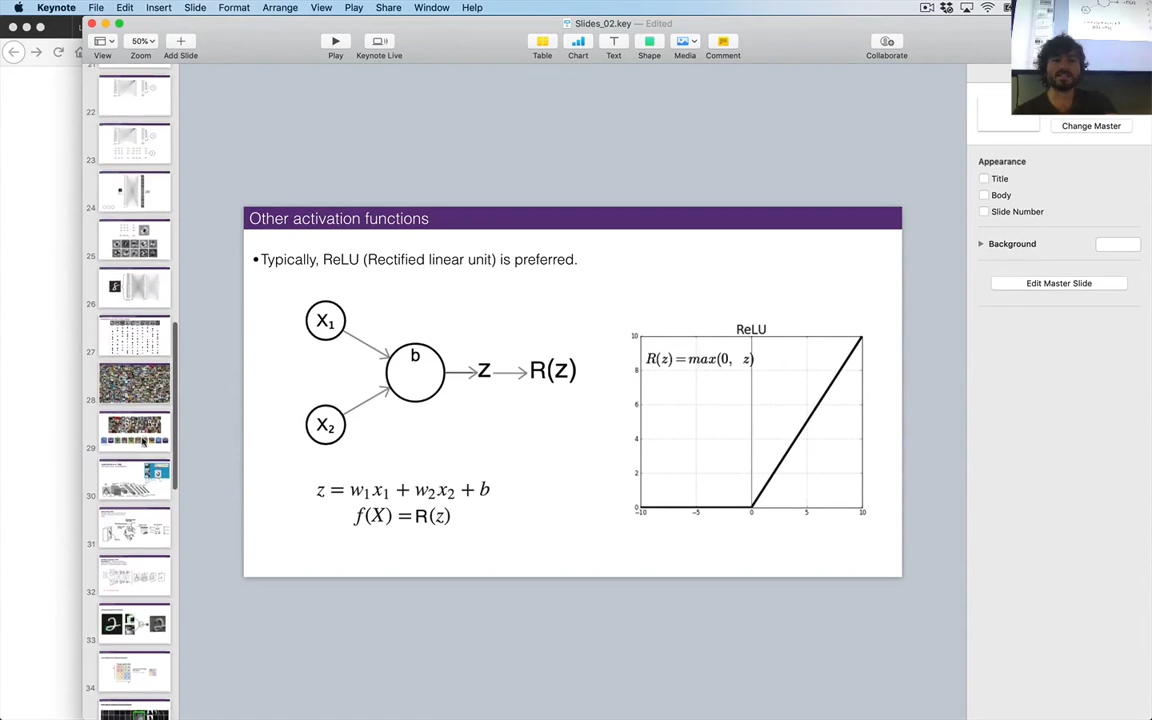 Keynote File Edit Insert Slide Format Arrange View Play Share Window Help
Slides_02.key — Edited
50%
View Zoom Add Slide Play Keynote Live Table Chart Text Shape Media Comment Collaborate
Change Master
Appearance
Title
Body
Slide Number
Background
Edit Master Slide
22
23
24
25
26
27
28
29
30
31
32
33
34
Other activation functions
•Typically, ReLU (Rectified linear unit) is preferred.
X₁
b
z
R(z)
X₂
z = w₁x₁ + w₂x₂ + b
f(X) = R(z)
ReLU
R(z) = max(0, z)
10
8
6
4
2
0
-10 -5 0 5 10